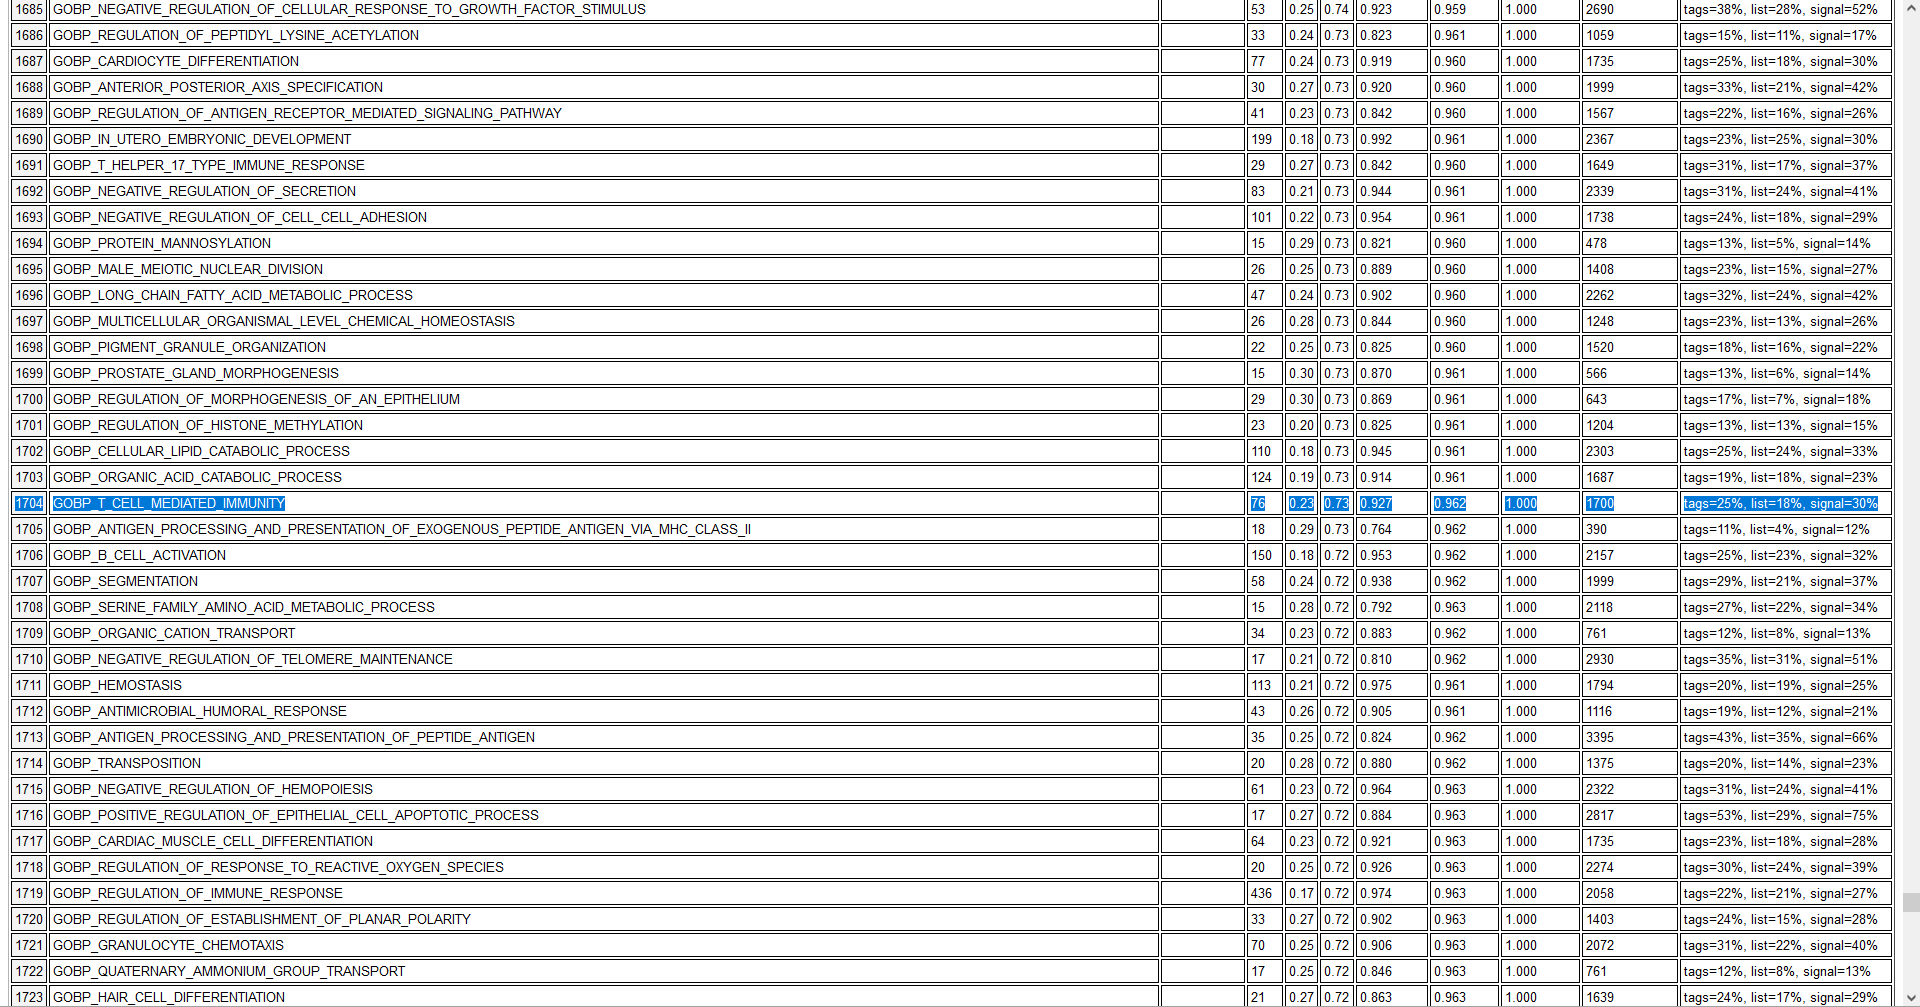 1685 GOBP_NEGATIVE_REGULATION_OF_CELLULAR_RESPONSE_TO_GROWTH_FACTOR_STIMULUS 53 0.25 0.74 0.923 0.959 1.000 2690 tags=38%, list=28%, signal=52%
1686 GOBP_REGULATION_OF_PEPTIDYL_LYSINE_ACETYLATION 33 0.24 0.73 0.823 0.961 1.000 1059 tags=15%, list=11%, signal=17%
1687 GOBP_CARDIOCYTE_DIFFERENTIATION 77 0.24 0.73 0.919 0.960 1.000 1735 tags=25%, list=18%, signal=30%
1688 GOBP_ANTERIOR_POSTERIOR_AXIS_SPECIFICATION 30 0.27 0.73 0.920 0.960 1.000 1999 tags=33%, list=21%, signal=42%
1689 GOBP_REGULATION_OF_ANTIGEN_RECEPTOR_MEDIATED_SIGNALING_PATHWAY 41 0.23 0.73 0.842 0.960 1.000 1567 tags=22%, list=16%, signal=26%
1690 GOBP_IN_UTERO_EMBRYONIC_DEVELOPMENT 199 0.18 0.73 0.992 0.961 1.000 2367 tags=23%, list=25%, signal=30%
1691 GOBP_T_HELPER_17_TYPE_IMMUNE_RESPONSE 29 0.27 0.73 0.842 0.960 1.000 1649 tags=31%, list=17%, signal=37%
1692 GOBP_NEGATIVE_REGULATION_OF_SECRETION 83 0.21 0.73 0.944 0.961 1.000 2339 tags=31%, list=24%, signal=41%
1693 GOBP_NEGATIVE_REGULATION_OF_CELL_CELL_ADHESION 101 0.22 0.73 0.954 0.961 1.000 1738 tags=24%, list=18%, signal=29%
1694 GOBP_PROTEIN_MANNOSYLATION 15 0.29 0.73 0.821 0.960 1.000 478 tags=13%, list=5%, signal=14%
1695 GOBP_MALE_MEIOTIC_NUCLEAR_DIVISION 26 0.25 0.73 0.889 0.960 1.000 1408 tags=23%, list=15%, signal=27%
1696 GOBP_LONG_CHAIN_FATTY_ACID_METABOLIC_PROCESS 47 0.24 0.73 0.902 0.960 1.000 2262 tags=32%, list=24%, signal=42%
1697 GOBP_MULTICELLULAR_ORGANISMAL_LEVEL_CHEMICAL_HOMEOSTASIS 26 0.28 0.73 0.844 0.960 1.000 1248 tags=23%, list=13%, signal=26%
1698 GOBP_PIGMENT_GRANULE_ORGANIZATION 22 0.25 0.73 0.825 0.960 1.000 1520 tags=18%, list=16%, signal=22%
1699 GOBP_PROSTATE_GLAND_MORPHOGENESIS 15 0.30 0.73 0.870 0.961 1.000 566 tags=13%, list=6%, signal=14%
1700 GOBP_REGULATION_OF_MORPHOGENESIS_OF_AN_EPITHELIUM 29 0.30 0.73 0.869 0.961 1.000 643 tags=17%, list=7%, signal=18%
1701 GOBP_REGULATION_OF_HISTONE_METHYLATION 23 0.20 0.73 0.825 0.961 1.000 1204 tags=13%, list=13%, signal=15%
1702 GOBP_CELLULAR_LIPID_CATABOLIC_PROCESS 110 0.18 0.73 0.945 0.961 1.000 2303 tags=25%, list=24%, signal=33%
1703 GOBP_ORGANIC_ACID_CATABOLIC_PROCESS 124 0.19 0.73 0.914 0.961 1.000 1687 tags=19%, list=18%, signal=23%
1704 GOBP_T_CELL_MEDIATED_IMMUNITY 76 0.23 0.73 0.927 0.962 1.000 1700 tags=25%, list=18%, signal=30%
1705 GOBP_ANTIGEN_PROCESSING_AND_PRESENTATION_OF_EXOGENOUS_PEPTIDE_ANTIGEN_VIA_MHC_CLASS_II 18 0.29 0.73 0.764 0.962 1.000 390 tags=11%, list=4%, signal=12%
1706 GOBP_B_CELL_ACTIVATION 150 0.18 0.72 0.953 0.962 1.000 2157 tags=25%, list=23%, signal=32%
1707 GOBP_SEGMENTATION 58 0.24 0.72 0.938 0.962 1.000 1999 tags=29%, list=21%, signal=37%
1708 GOBP_SERINE_FAMILY_AMINO_ACID_METABOLIC_PROCESS 15 0.28 0.72 0.792 0.963 1.000 2118 tags=27%, list=22%, signal=34%
1709 GOBP_ORGANIC_CATION_TRANSPORT 34 0.23 0.72 0.883 0.962 1.000 761 tags=12%, list=8%, signal=13%
1710 GOBP_NEGATIVE_REGULATION_OF_TELOMERE_MAINTENANCE 17 0.21 0.72 0.810 0.962 1.000 2930 tags=35%, list=31%, signal=51%
1711 GOBP_HEMOSTASIS 113 0.21 0.72 0.975 0.961 1.000 1794 tags=20%, list=19%, signal=25%
1712 GOBP_ANTIMICROBIAL_HUMORAL_RESPONSE 43 0.26 0.72 0.905 0.961 1.000 1116 tags=19%, list=12%, signal=21%
1713 GOBP_ANTIGEN_PROCESSING_AND_PRESENTATION_OF_PEPTIDE_ANTIGEN 35 0.25 0.72 0.824 0.962 1.000 3395 tags=43%, list=35%, signal=66%
1714 GOBP_TRANSPOSITION 20 0.28 0.72 0.880 0.962 1.000 1375 tags=20%, list=14%, signal=23%
1715 GOBP_NEGATIVE_REGULATION_OF_HEMOPOIESIS 61 0.23 0.72 0.964 0.963 1.000 2322 tags=31%, list=24%, signal=41%
1716 GOBP_POSITIVE_REGULATION_OF_EPITHELIAL_CELL_APOPTOTIC_PROCESS 17 0.27 0.72 0.884 0.963 1.000 2817 tags=53%, list=29%, signal=75%
1717 GOBP_CARDIAC_MUSCLE_CELL_DIFFERENTIATION 64 0.23 0.72 0.921 0.963 1.000 1735 tags=23%, list=18%, signal=28%
1718 GOBP_REGULATION_OF_RESPONSE_TO_REACTIVE_OXYGEN_SPECIES 20 0.25 0.72 0.926 0.963 1.000 2274 tags=30%, list=24%, signal=39%
1719 GOBP_REGULATION_OF_IMMUNE_RESPONSE 436 0.17 0.72 0.974 0.963 1.000 2058 tags=22%, list=21%, signal=27%
1720 GOBP_REGULATION_OF_ESTABLISHMENT_OF_PLANAR_POLARITY 33 0.27 0.72 0.902 0.963 1.000 1403 tags=24%, list=15%, signal=28%
1721 GOBP_GRANULOCYTE_CHEMOTAXIS 70 0.25 0.72 0.906 0.963 1.000 2072 tags=31%, list=22%, signal=40%
1722 GOBP_QUATERNARY_AMMONIUM_GROUP_TRANSPORT 17 0.25 0.72 0.846 0.963 1.000 761 tags=12%, list=8%, signal=13%
1723 GOBP_HAIR_CELL_DIFFERENTIATION 21 0.27 0.72 0.863 0.963 1.000 1639 tags=24%, list=17%, signal=29%